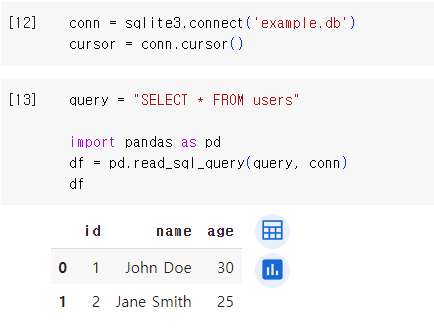 [12] conn = sqlite3.connect('example.db')
cursor = conn.cursor()
[13] query = "SELECT * FROM users"
import pandas as pd
df = pd.read_sql_query(query, conn)
df
id name age
0 1 John Doe 30
1 2 Jane Smith 25